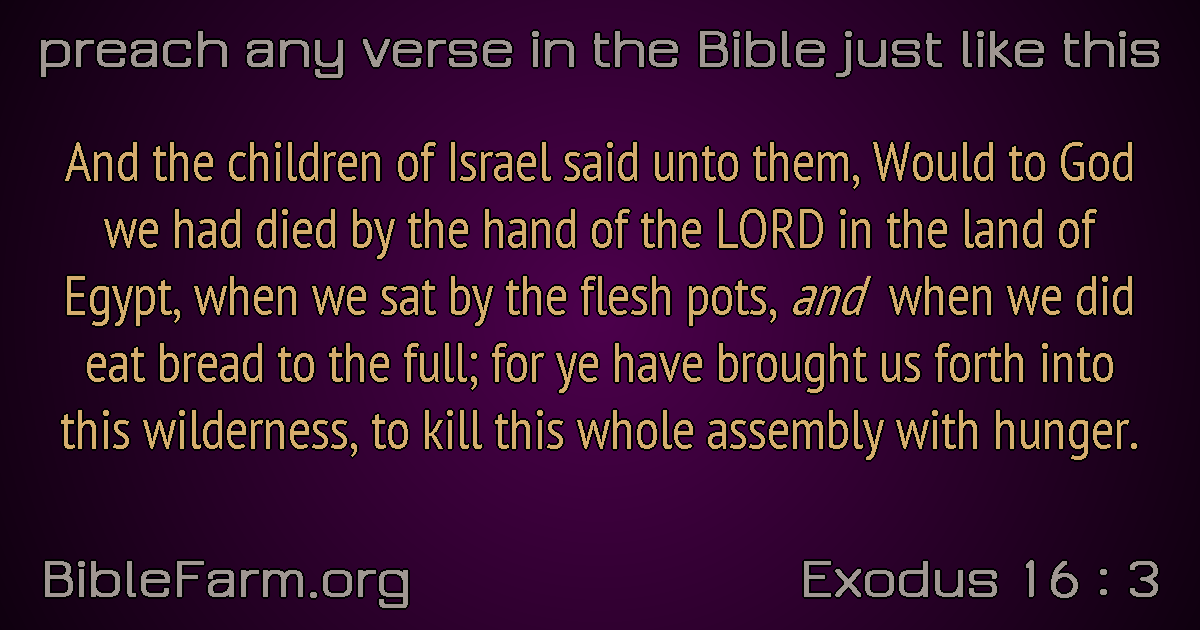 preach any verse in the Bible just like this
And the children of Israel said unto them, Would to God
we had died by the hand of the LORD in the land of
Egypt, when we sat by the flesh pots, and when we did
eat bread to the full; for ye have brought us forth into
this wilderness, to kill this whole assembly with hunger.
BibleFarm.org
Exodus 16 : 3